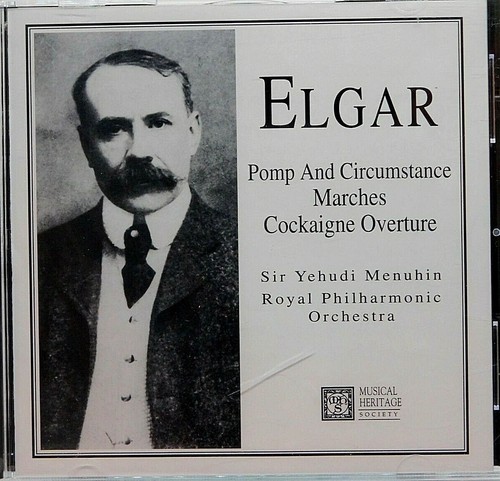 ELGAR
Pomp And Circumstance
Marches
Cockaigne Overture
Sir Yehudi Menuhin
Royal Philharmonic
Orchestra
MUSICAL
HERITAGE
SOCIETY